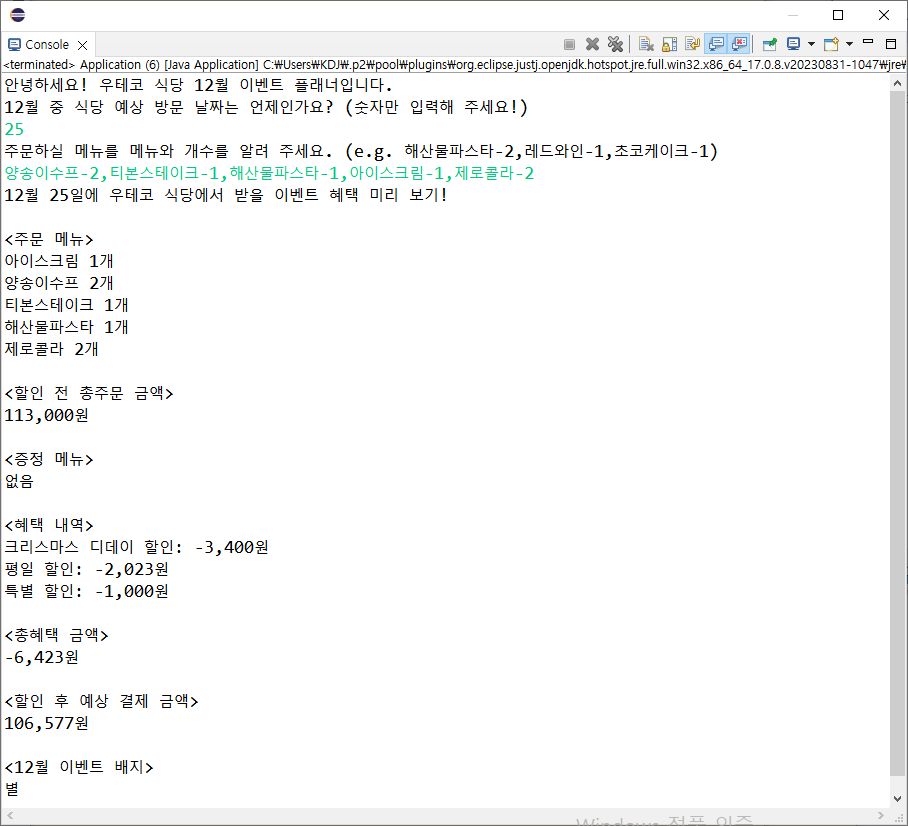 Console
<terminated> Application (6) [Java Application] C:₩Users₩KDJ₩.p2₩pool₩plugins₩org.eclipse.justj.openjdk.hotspot.jre.full.win32.x86_64_17.0.8.v20230831-1047₩jre₩
안녕하세요! 우테코 식당 12월 이벤트 플래너입니다.
12월 중 식당 예상 방문 날짜는 언제인가요? (숫자만 입력해 주세요!)
25
주문하실 메뉴를 메뉴와 개수를 알려 주세요. (e.g. 해산물파스타-2,레드와인-1,초코케이크-1)
양송이수프-2,티본스테이크-1,해산물파스타-1,아이스크림-1,제로콜라-2
12월 25일에 우테코 식당에서 받을 이벤트 혜택 미리 보기!
<주문 메뉴>
아이스크림 1개
양송이수프 2개
티본스테이크 1개
해산물파스타 1개
제로콜라 2개
<할인 전 총주문 금액>
113,000원
<증정 메뉴>
없음
<혜택 내역>
크리스마스 디데이 할인: -3,400원
평일 할인: -2,023원
특별 할인: -1,000원
<총혜택 금액>
-6,423원
<할인 후 예상 결제 금액>
106,577원
<12월 이벤트 배지>
별
Windows 정품 인증